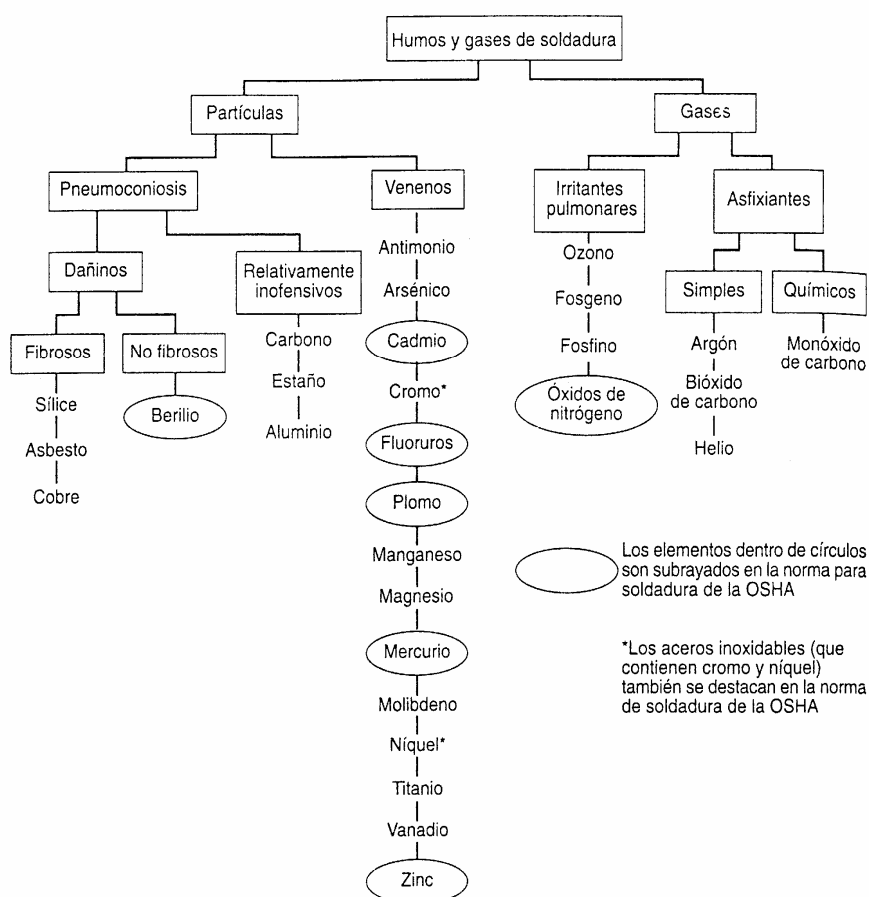 Humos y gases de soldadura
Partículas
Gases
Pneumoconiosis
Venenos
Irritantes
pulmonares
Asfixiantes
Dañinos
Relativamente
inofensivos
Fibrosos
No fibrosos
Sílice
Asbesto
Cobre
Berilio
Carbono
Estaño
Aluminio
Antimonio
Arsénico
Cadmio
Cromo*
Fluoruros
Plomo
Manganeso
Magnesio
Mercurio
Molibdeno
Níquel*
Titanio
Vanadio
Zinc
Ozono
Fosgeno
Fosfino
Óxidos de
nitrógeno
Simples
Químicos
Argón
Bióxido
de carbono
Helio
Monóxido
de carbono
Los elementos dentro de círculos
son subrayados en la norma para
soldadura de la OSHA
*Los aceros inoxidables (que
contienen cromo y níquel)
también se destacan en la norma
de soldadura de la OSHA